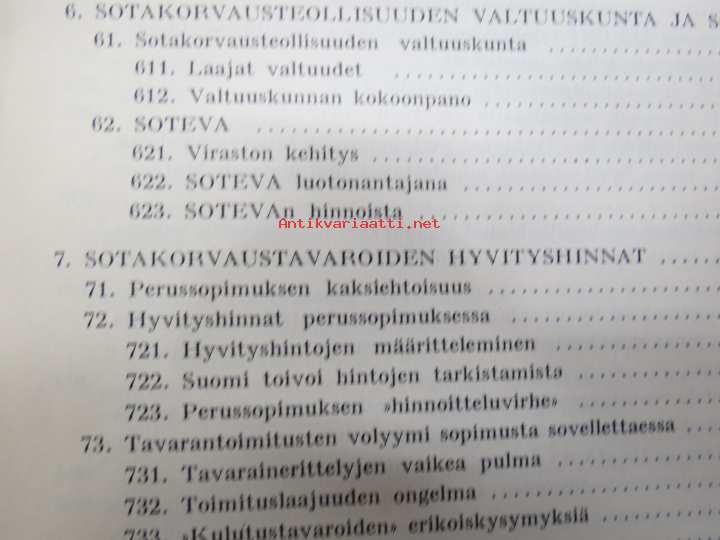 6. SOTAKORVAUSTEOLLISUUDEN VALTUUSKUNTA JA S
61. Sotakorvausteollisuuden valtuuskunta ..........
611. Laajat valtuudet ..........
612. Valtuuskunnan kokoonpano ..........
62. SOTEVA ..........
621. Viraston kehitys ..........
622. SOTEVA luotonantajana ..........
623. SOTEVAn hinnoista ..........
Antikvariaatti.net
7. SOTAKORVAUSTAVAROIDEN HYVITYSHINNAT ......
71. Perussopimuksen kaksiehtoisuus ..........
72. Hyvityshinnat perussopimuksessa ..........
721. Hyvityshintojen määritteleminen ..........
722. Suomi toivoi hintojen tarkistamista ..........
723. Perussopimuksen »hinnoitteluvirhe» ..........
73. Tavarantoimitusten volyymi sopimusta sovellettaessa ....
731. Tavaraínerittelyjen vaikea pulma ..........
732. Toimituslaajuuden ongelma ..........
733. »Kulutustavaroiden» erikoiskysymyksiä ..........